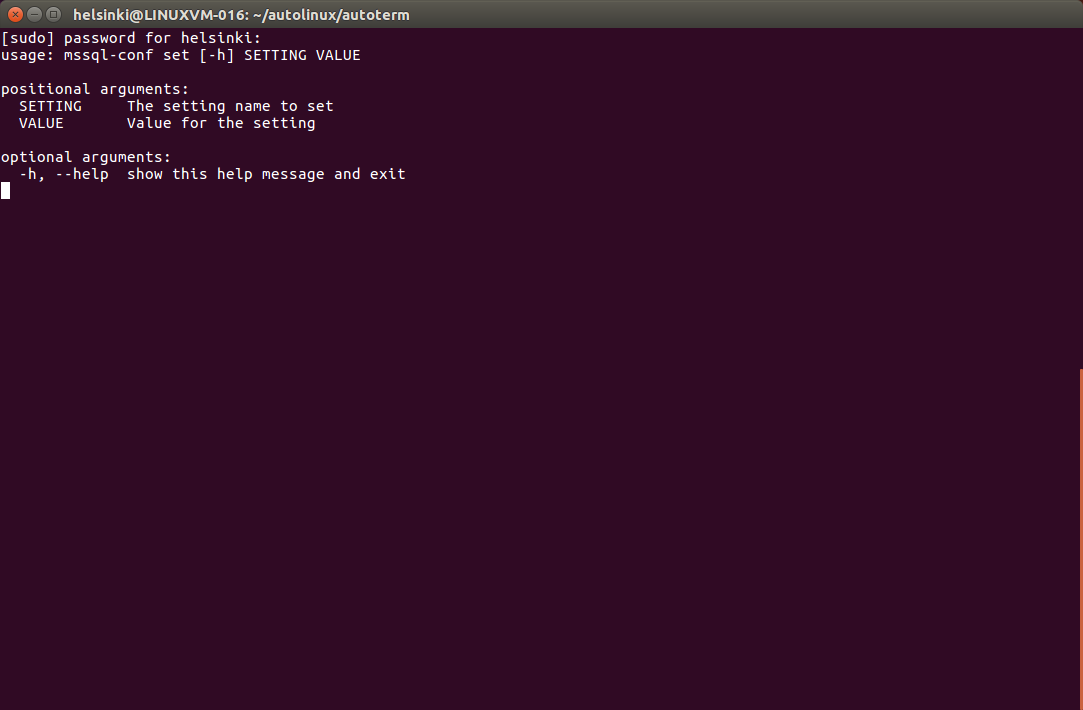 helsinki@LINUXVM-016: ~/autolinux/autoterm
[sudo] password for helsinki:
usage: mssql-conf set [-h] SETTING VALUE
positional arguments:
  SETTING     The setting name to set
  VALUE       Value for the setting
optional arguments:
  -h, --help  show this help message and exit